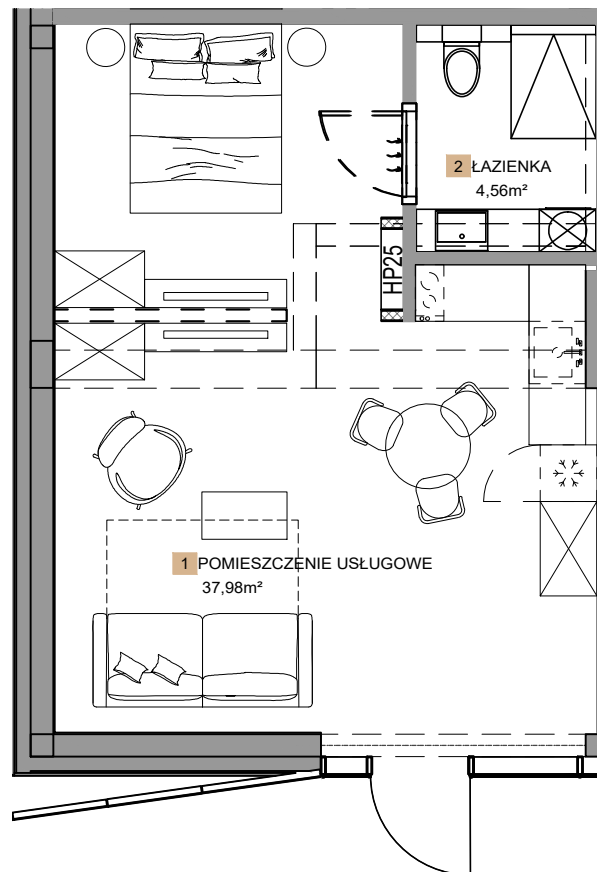 2 ŁAZIENKA
4,56m²
HP25
1 POMIESZCZENIE USŁUGOWE
37,98m²